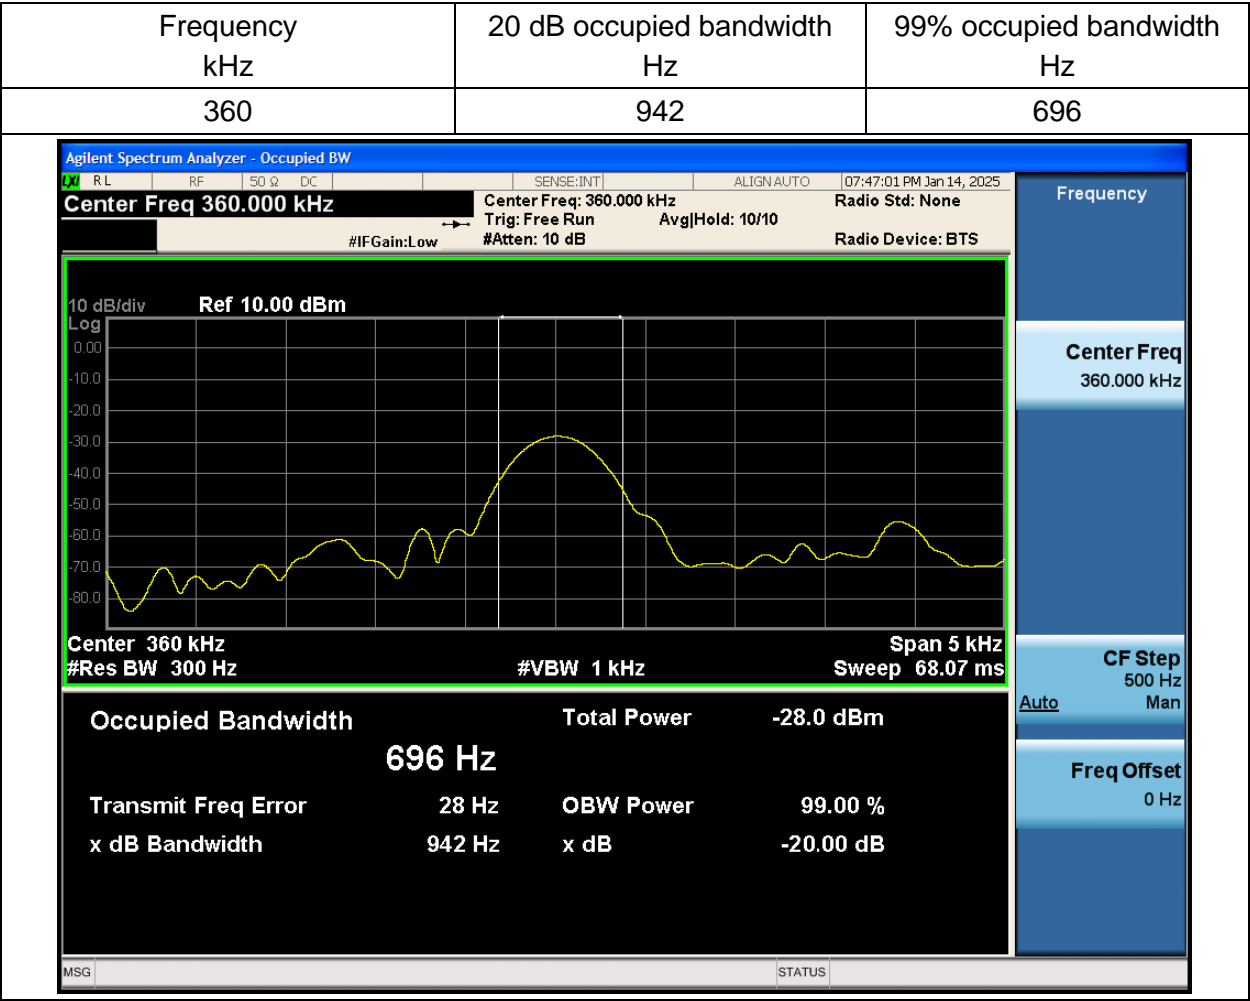 Frequency 20 dB occupied bandwidth 99% occupied bandwidth
kHz Hz Hz
360 942 696
Agilent Spectrum Analyzer - Occupied BW
LXI RL RF 50 Ω DC SENSE:INT ALIGN AUTO 07:47:01 PM Jan 14, 2025
Center Freq 360.000 kHz
Center Freq: 360.000 kHz Radio Std: None
Trig: Free Run Avg|Hold: 10/10
#IFGain:Low #Atten: 10 dB Radio Device: BTS
Frequency
10 dB/div Ref 10.00 dBm
Log
0.00
-10.0
-20.0
-30.0
-40.0
-50.0
-60.0
-70.0
-80.0
Center 360 kHz Span 5 kHz
#Res BW 300 Hz #VBW 1 kHz Sweep 68.07 ms
Center Freq
360.000 kHz
CF Step
500 Hz
Auto Man
Freq Offset
0 Hz
Occupied Bandwidth Total Power -28.0 dBm
696 Hz
Transmit Freq Error 28 Hz OBW Power 99.00 %
x dB Bandwidth 942 Hz x dB -20.00 dB
MSG STATUS